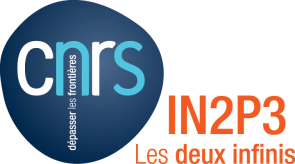 cnrs
dépasser les frontières
IN2P3
Les deux infinis